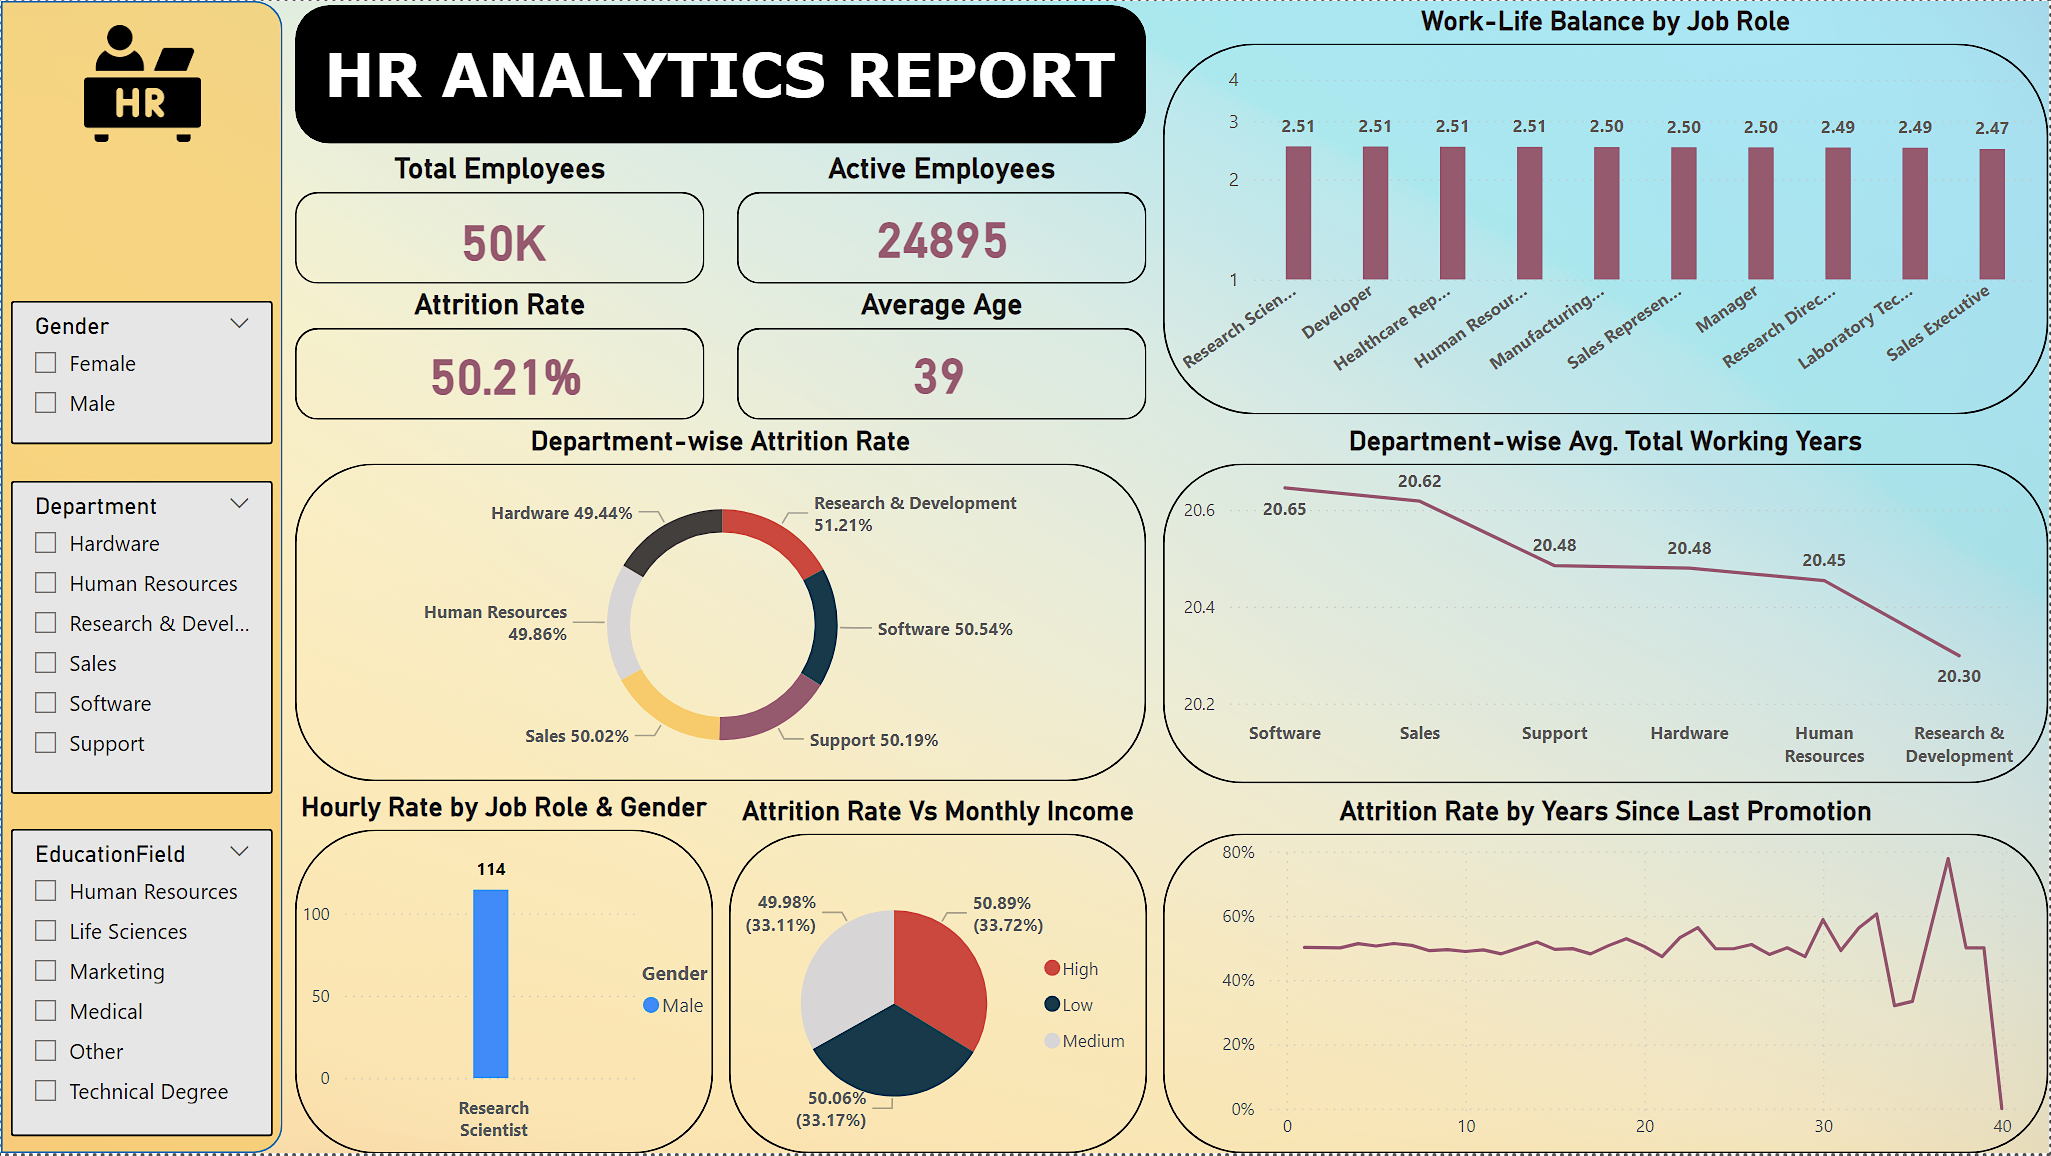 HR
HR ANALYTICS REPORT
Total Employees
50K
Active Employees
24895
Attrition Rate
50.21%
Average Age
39
Gender
Female
Male
Department
Hardware
Human Resources
Research & Devel...
Sales
Software
Support
EducationField
Human Resources
Life Sciences
Marketing
Medical
Other
Technical Degree
Work-Life Balance by Job Role
4
3
2
1
2.51
2.51
2.51
2.51
2.50
2.50
2.50
2.49
2.49
2.47
Research Scien...
Developer
Healthcare Rep...
Human Resour...
Manufacturing...
Sales Represen...
Manager
Research Direc...
Laboratory Tec...
Sales Executive
Department-wise Attrition Rate
Hardware 49.44%
Research & Development
51.21%
Human Resources
49.86%
Software 50.54%
Sales 50.02%
Support 50.19%
Department-wise Avg. Total Working Years
20.6
20.4
20.2
20.65
20.62
20.48
20.48
20.45
20.30
Software
Sales
Support
Hardware
Human
Resources
Research &
Development
Hourly Rate by Job Role & Gender
114
100
50
0
Research
Scientist
Gender
Male
Attrition Rate Vs Monthly Income
49.98%
(33.11%)
50.89%
(33.72%)
50.06%
(33.17%)
High
Low
Medium
Attrition Rate by Years Since Last Promotion
80%
60%
40%
20%
0%
0
10
20
30
40